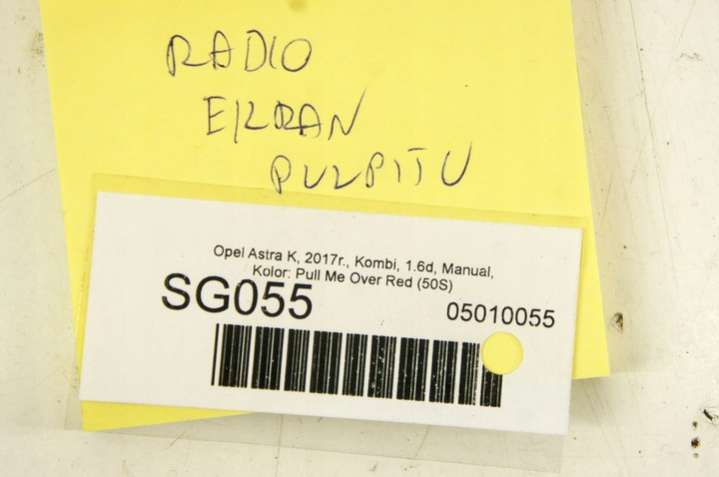 RADIO
EKRAN
PULPITU
Opel Astra K, 2017r., Kombi, 1.6d, Manual,
Kolor: Pull Me Over Red (50S)
SG055
05010055